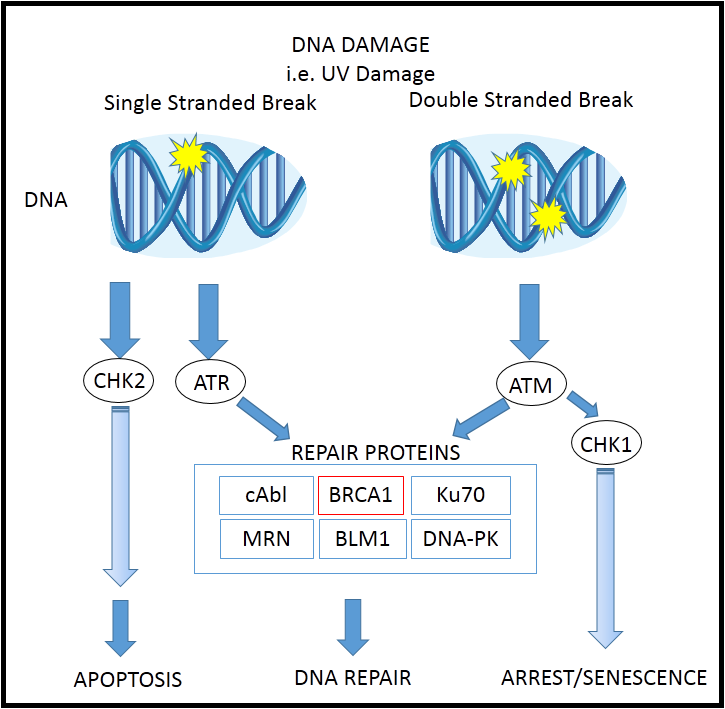 DNA DAMAGE
i.e. UV Damage
Single Stranded Break
Double Stranded Break
DNA
CHK2
ATR
ATM
CHK1
REPAIR PROTEINS
cAbl
BRCA1
Ku70
MRN
BLM1
DNA-PK
APOPTOSIS
DNA REPAIR
ARREST/SENESCENCE